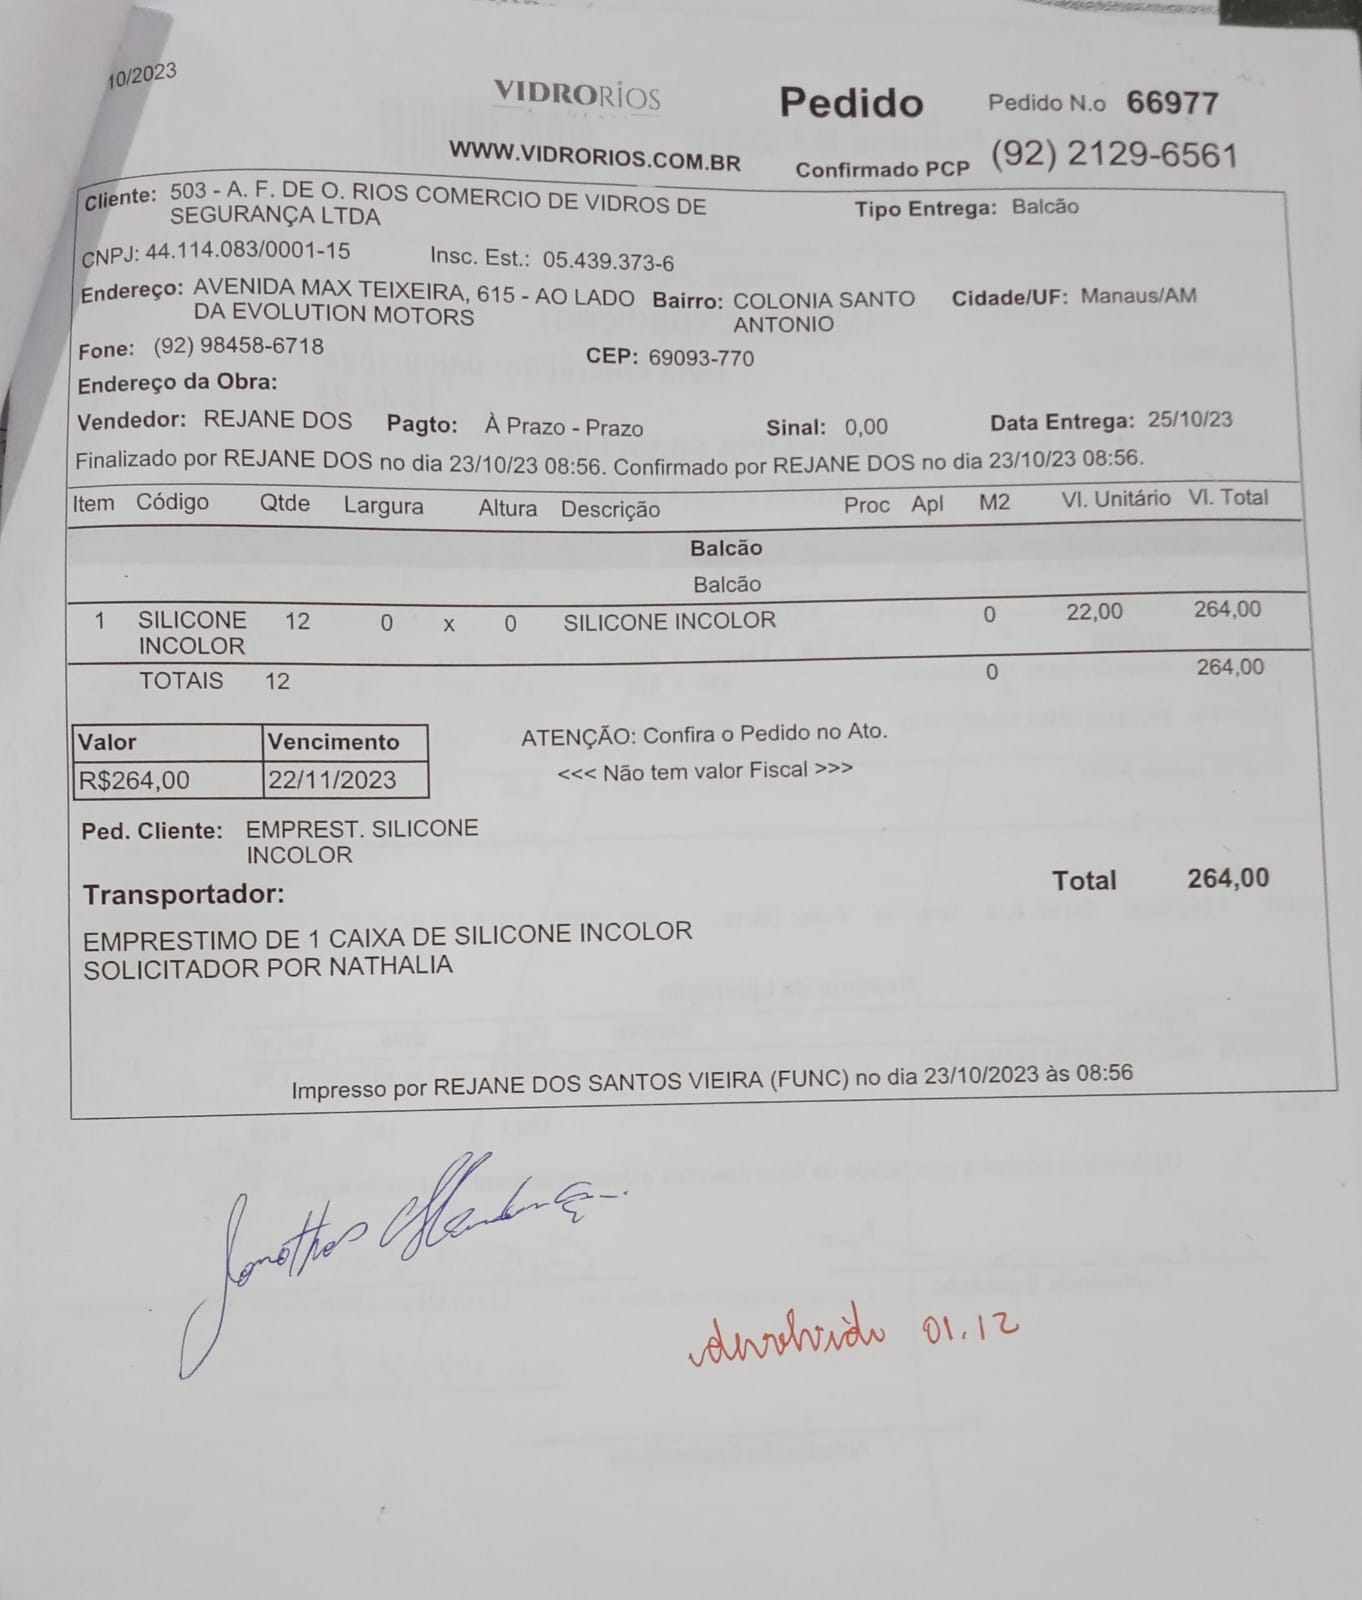 10/2023
VIDRORIOS
Pedido Pedido N.o 66977
WWW.VIDRORIOS.COM.BR Confirmado PCP (92) 2129-6561
Cliente: 503 - A. F. DE O. RIOS COMERCIO DE VIDROS DE Tipo Entrega: Balcão
SEGURANÇA LTDA
CNPJ: 44.114.083/0001-15 Insc. Est.: 05.439.373-6
Endereço: AVENIDA MAX TEIXEIRA, 615 - AO LADO Bairro: COLONIA SANTO Cidade/UF: Manaus/AM
DA EVOLUTION MOTORS ANTONIO
Fone: (92) 98458-6718 CEP: 69093-770
Endereço da Obra:
Vendedor: REJANE DOS Pagto: À Prazo - Prazo Sinal: 0,00 Data Entrega: 25/10/23
Finalizado por REJANE DOS no dia 23/10/23 08:56. Confirmado por REJANE DOS no dia 23/10/23 08:56.
Item Código Qtde Largura Altura Descrição Proc Apl M2 Vl. Unitário Vl. Total
Balcão
Balcão
1 SILICONE 12 0 x 0 SILICONE INCOLOR 0 22,00 264,00
INCOLOR
TOTAIS 12 0 264,00
Valor Vencimento ATENÇÃO: Confira o Pedido no Ato.
R$264,00 22/11/2023 <<< Não tem valor Fiscal >>>
Ped. Cliente: EMPREST. SILICONE
INCOLOR
Transportador: Total 264,00
EMPRESTIMO DE 1 CAIXA DE SILICONE INCOLOR
SOLICITADOR POR NATHALIA
Impresso por REJANE DOS SANTOS VIEIRA (FUNC) no dia 23/10/2023 às 08:56
devolvido 01.12